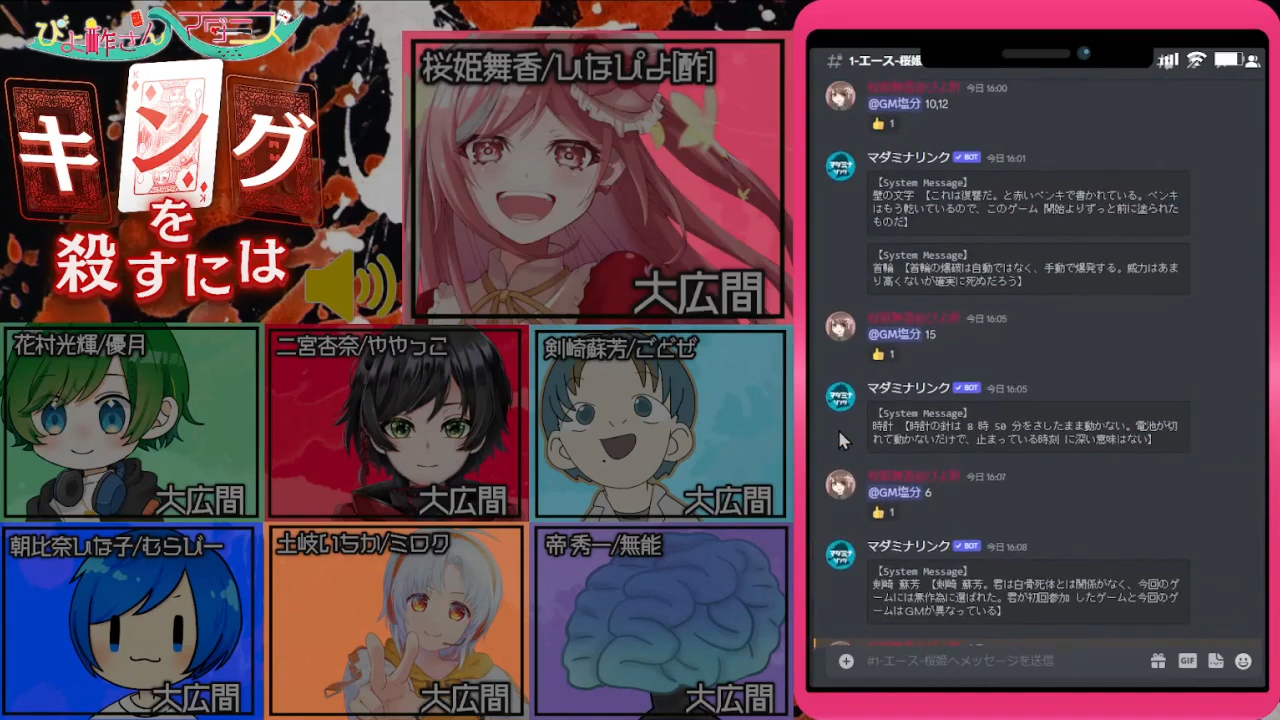 ぴよ酢さんマダミーズ
キング
を
殺すには
桜姫舞香/ひなぴよ[酢]
大広間
花村光輝/優月
大広間
二宮杏奈/ややっこ
大広間
剣崎蘇芳/ごどぜ
大広間
朝比奈ひな子/むらびー
大広間
土岐いちか/ミロク
大広間
帝 秀一/無能
大広間
# 1-エース-桜姫
今日 16:00
@GM塩分 10,12
👍 1
マダミナリンク ✓ BOT 今日 16:01
【System Message】
壁の文字 【これは復讐だ。と赤いペンキで書かれている。ペンキ
はもう乾いているので、このゲーム 開始よりずっと前に塗られた
ものだ】
【System Message】
首輪 【首輪の爆破は自動ではなく、手動で爆発する。威力はあま
り高くないが確実に死ぬだろう】
今日 16:05
@GM塩分 15
👍 1
マダミナリンク ✓ BOT 今日 16:05
【System Message】
時計 【時計の針は 8 時 50 分をさしたまま動かない。電池が切
れて動かないだけで、止まっている時刻 に深い意味はない】
今日 16:07
@GM塩分 6
👍 1
マダミナリンク ✓ BOT 今日 16:08
【System Message】
剣崎 蘇芳 【剣崎 蘇芳。君は白骨死体とは関係がなく、今回のゲ
ームには無作為に選ばれた。君が初回参加 したゲームと今回のゲ
ームはGMが異なっている】
#1-エース-桜姫へメッセージを送信
GIF